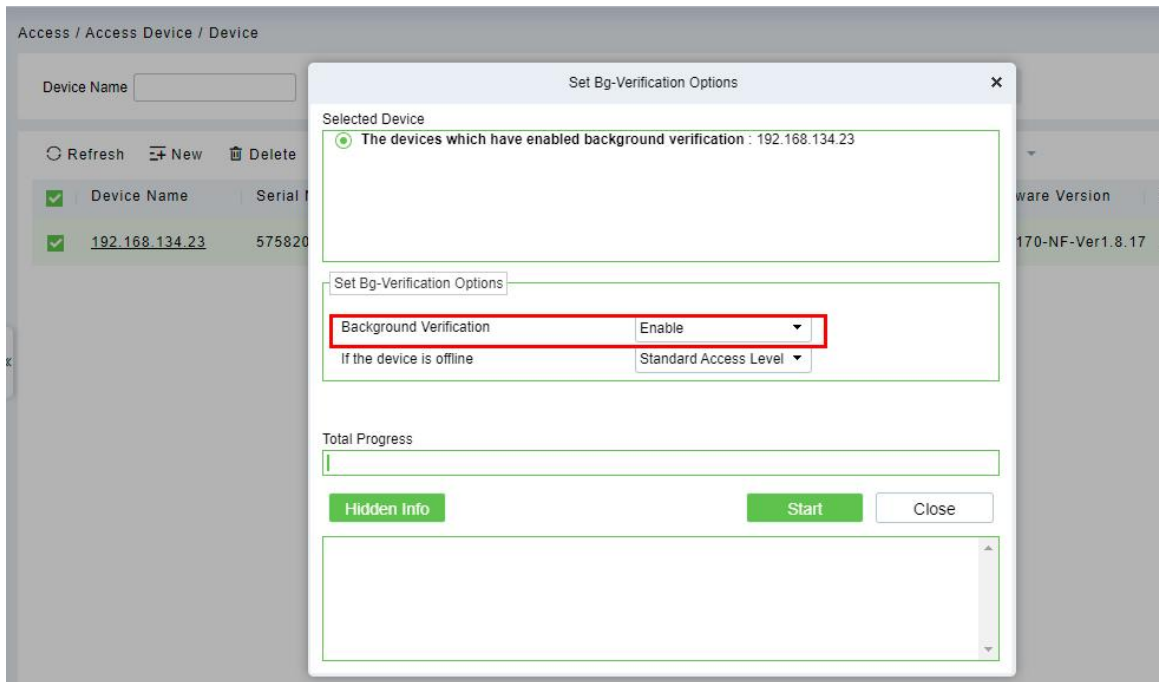 Access / Access Device / Device
Device Name
Set Bg-Verification Options
Selected Device
The devices which have enabled background verification : 192.168.134.23
Refresh New Delete
Device Name Serial ware Version
192.168.134.23 575820 170-NF-Ver1.8.17
Set Bg-Verification Options
Background Verification Enable
If the device is offline Standard Access Level
Total Progress
Hidden Info Start Close